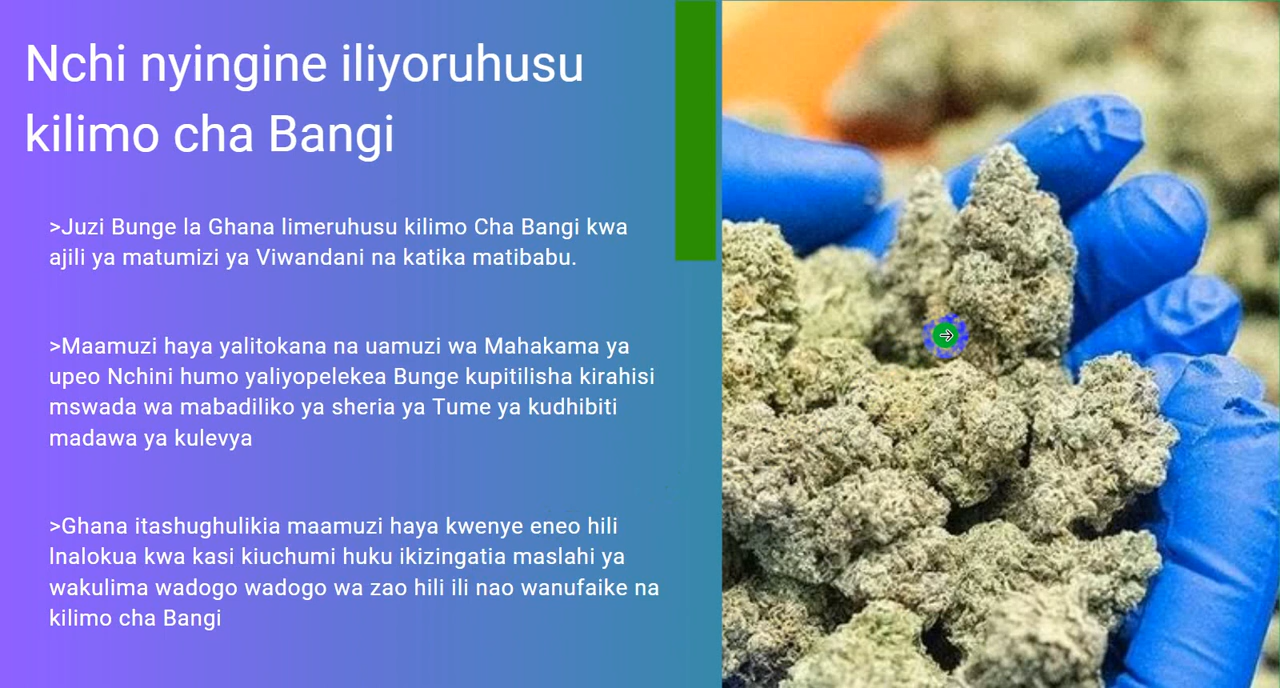 Nchi nyingine iliyoruhusu
kilimo cha Bangi
>Juzi Bunge la Ghana limeruhusu kilimo Cha Bangi kwa
ajili ya matumizi ya Viwandani na katika matibabu.
>Maamuzi haya yalitokana na uamuzi wa Mahakama ya
upeo Nchini humo yaliyopelekea Bunge kupitilisha kirahisi
mswada wa mabadiliko ya sheria ya Tume ya kudhibiti
madawa ya kulevya
>Ghana itashughulikia maamuzi haya kwenye eneo hili
lnalokua kwa kasi kiuchumi huku ikizingatia maslahi ya
wakulima wadogo wadogo wa zao hili ili nao wanufaike na
kilimo cha Bangi